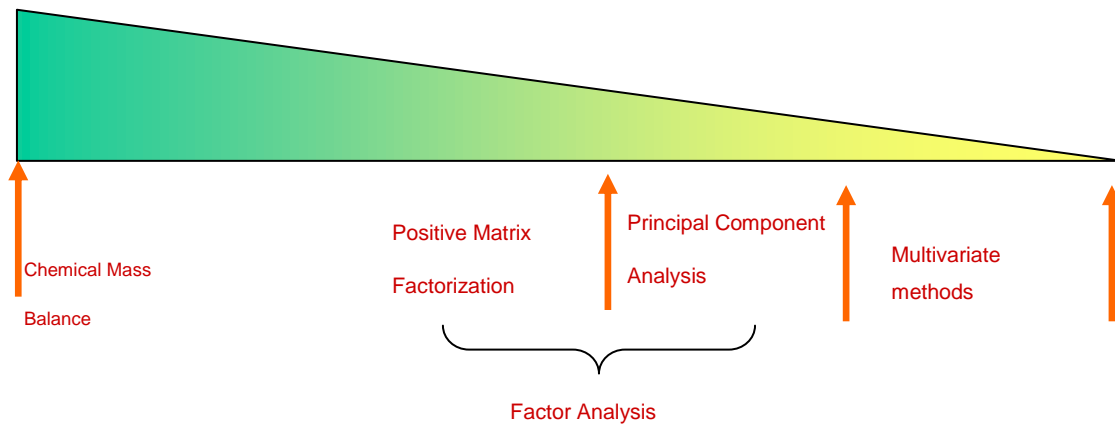 Chemical Mass
Balance
Positive Matrix
Factorization
Principal Component
Analysis
Multivariate
methods
Factor Analysis